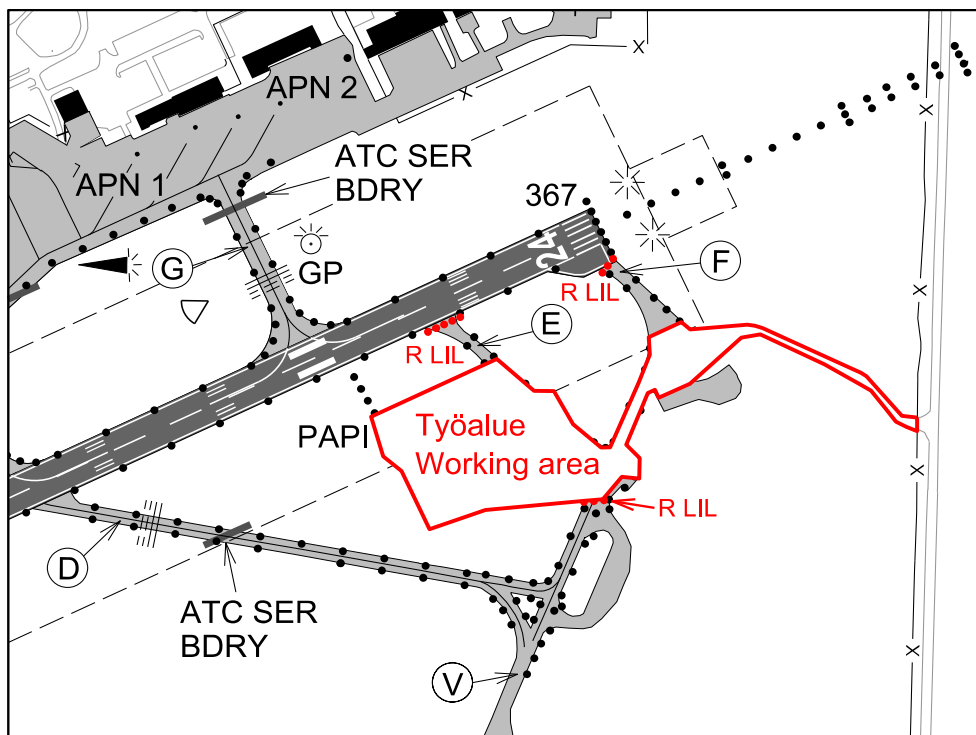 APN 2
ATC SER
BDRY
APN 1
367
24
G
GP
F
R LIL
E
R LIL
PAPI
Työalue
Working area
R LIL
D
ATC SER
BDRY
V
X
X
X
X
X
X
X